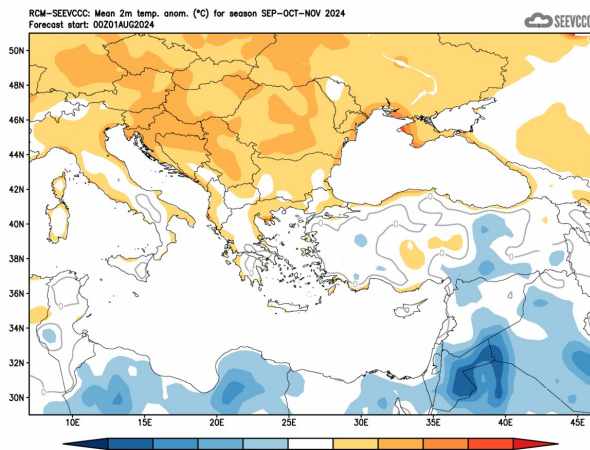 RCM-SEEVCCC: Mean 2m temp. anom. (°C) for season SEP-OCT-NOV 2024
Forecast start: 00Z01AUG2024
SEEVCCC
50N
48N
46N
44N
42N
40N
38N
36N
34N
32N
30N
10E 15E 20E 25E 30E 35E 40E 45E